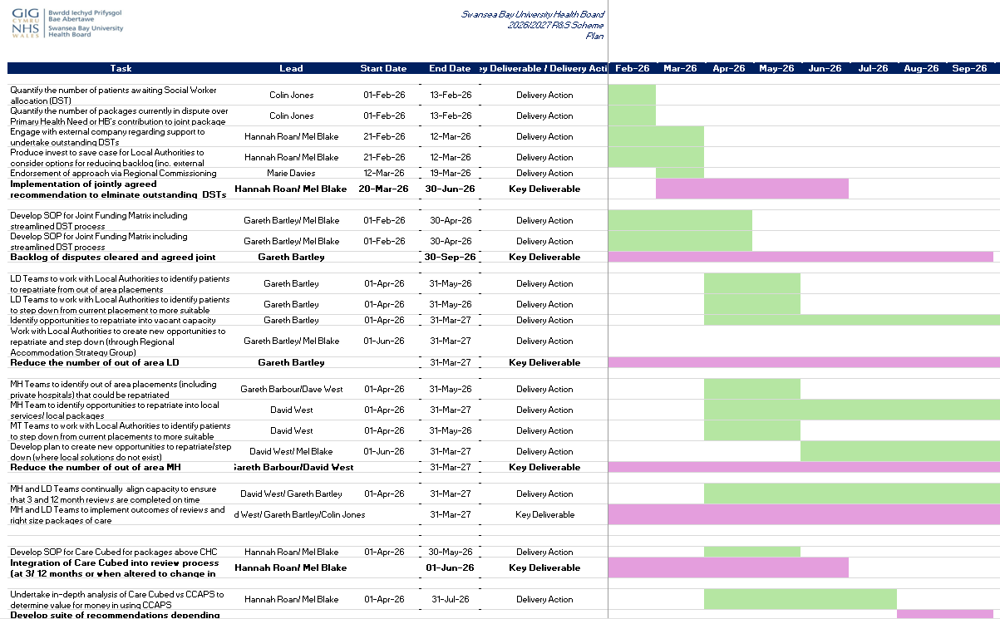 GIG
CYMRU
NHS
WALES
Bwrdd Iechyd Prifysgol
Bae Abertawe
Swansea Bay University
Health Board
Swansea Bay University Health Board
2026/2027 R&S Scheme
Plan
Task Lead Start Date End Date ey Deliverable / Delivery Acti Feb-26 Mar-26 Apr-26 May-26 Jun-26 Jul-26 Aug-26 Sep-26
Quantify the number of patients awaiting Social Worker
allocation (DST)
Colin Jones 01-Feb-26 13-Feb-26 Delivery Action
Quantify the number of packages currently in dispute over
Primary Health Need or HB's contribution to joint package
Colin Jones 01-Feb-26 13-Feb-26 Delivery Action
Engage with external company regarding support to
undertake outstanding DSTs
Hannah Roan/ Mel Blake 21-Feb-26 12-Mar-26 Delivery Action
Produce invest to save case for Local Authorities to
consider options for reducing backlog (inc. external
Hannah Roan/ Mel Blake 21-Feb-26 12-Mar-26 Delivery Action
Endorsement of approach via Regional Commissioning Marie Davies 12-Mar-26 19-Mar-26 Delivery Action
Implementation of jointly agreed
recommendation to elminate outstanding DSTs
Hannah Roan/ Mel Blake 20-Mar-26 30-Jun-26 Key Deliverable
Develop SOP for Joint Funding Matrix including
streamlined DST process
Gareth Bartley/ Mel Blake 01-Feb-26 30-Apr-26 Delivery Action
Develop SOP for Joint Funding Matrix including
streamlined DST process
Gareth Bartley/ Mel Blake 01-Feb-26 30-Apr-26 Delivery Action
Backlog of disputes cleared and agreed joint Gareth Bartley 30-Sep-26 Key Deliverable
LD Teams to work with Local Authorities to identify patients
to repatriate from out of area placements
Gareth Bartley 01-Apr-26 31-May-26 Delivery Action
LD Teams to work with Local Authorities to identify patients
to step down from current placement to more suitable
Gareth Bartley 01-Apr-26 31-May-26 Delivery Action
Identify opportunities to repatriate into vacant capacity Gareth Bartley 01-Apr-26 31-Mar-27 Delivery Action
Work with Local Authorities to create new opportunities to
repatriate and step down (through Regional
Accommodation Strategy Group)
Gareth Bartley/ Mel Blake 01-Jun-26 31-Mar-27 Delivery Action
Reduce the number of out of area LD Gareth Bartley 31-Mar-27 Key Deliverable
MH Teams to identify out of area placements (including
private hospitals) that could be repatriated
Gareth Barbour/Dave West 01-Apr-26 31-May-26 Delivery Action
MH Team to identify opportunities to repatriate into local
services/ local packages
David West 01-Apr-26 31-Mar-27 Delivery Action
MT Teams to work with Local Authorities to identify patients
to step down from current placements to more suitable
David West 01-Apr-26 31-May-26 Delivery Action
Develop plan to create new opportunities to repatriate/step
down (where local solutions do not exist)
David West/ Mel Blake 01-Jun-26 31-Mar-27 Delivery Action
Reduce the number of out of area MH Gareth Barbour/David West 31-Mar-27 Key Deliverable
MH and LD Teams continually align capacity to ensure
that 3 and 12 month reviews are completed on time
David West/ Gareth Bartley 01-Apr-26 31-Mar-27 Delivery Action
MH and LD Teams to implement outcomes of reviews and
right size packages of care
d West/ Gareth Bartley/Colin Jones 31-Mar-27 Key Deliverable
Develop SOP for Care Cubed for packages above CHC Hannah Roan/ Mel Blake 01-Apr-26 30-May-26 Delivery Action
Integration of Care Cubed into review process
(at 3/ 12 months or when altered to change in
Hannah Roan/ Mel Blake 01-Jun-26 Key Deliverable
Undertake in-depth analysis of Care Cubed vs CCAPS to
determine value for money in using CCAPS
Hannah Roan/ Mel Blake 01-Apr-26 31-Jul-26 Delivery Action
Develop suite of recommendations depending